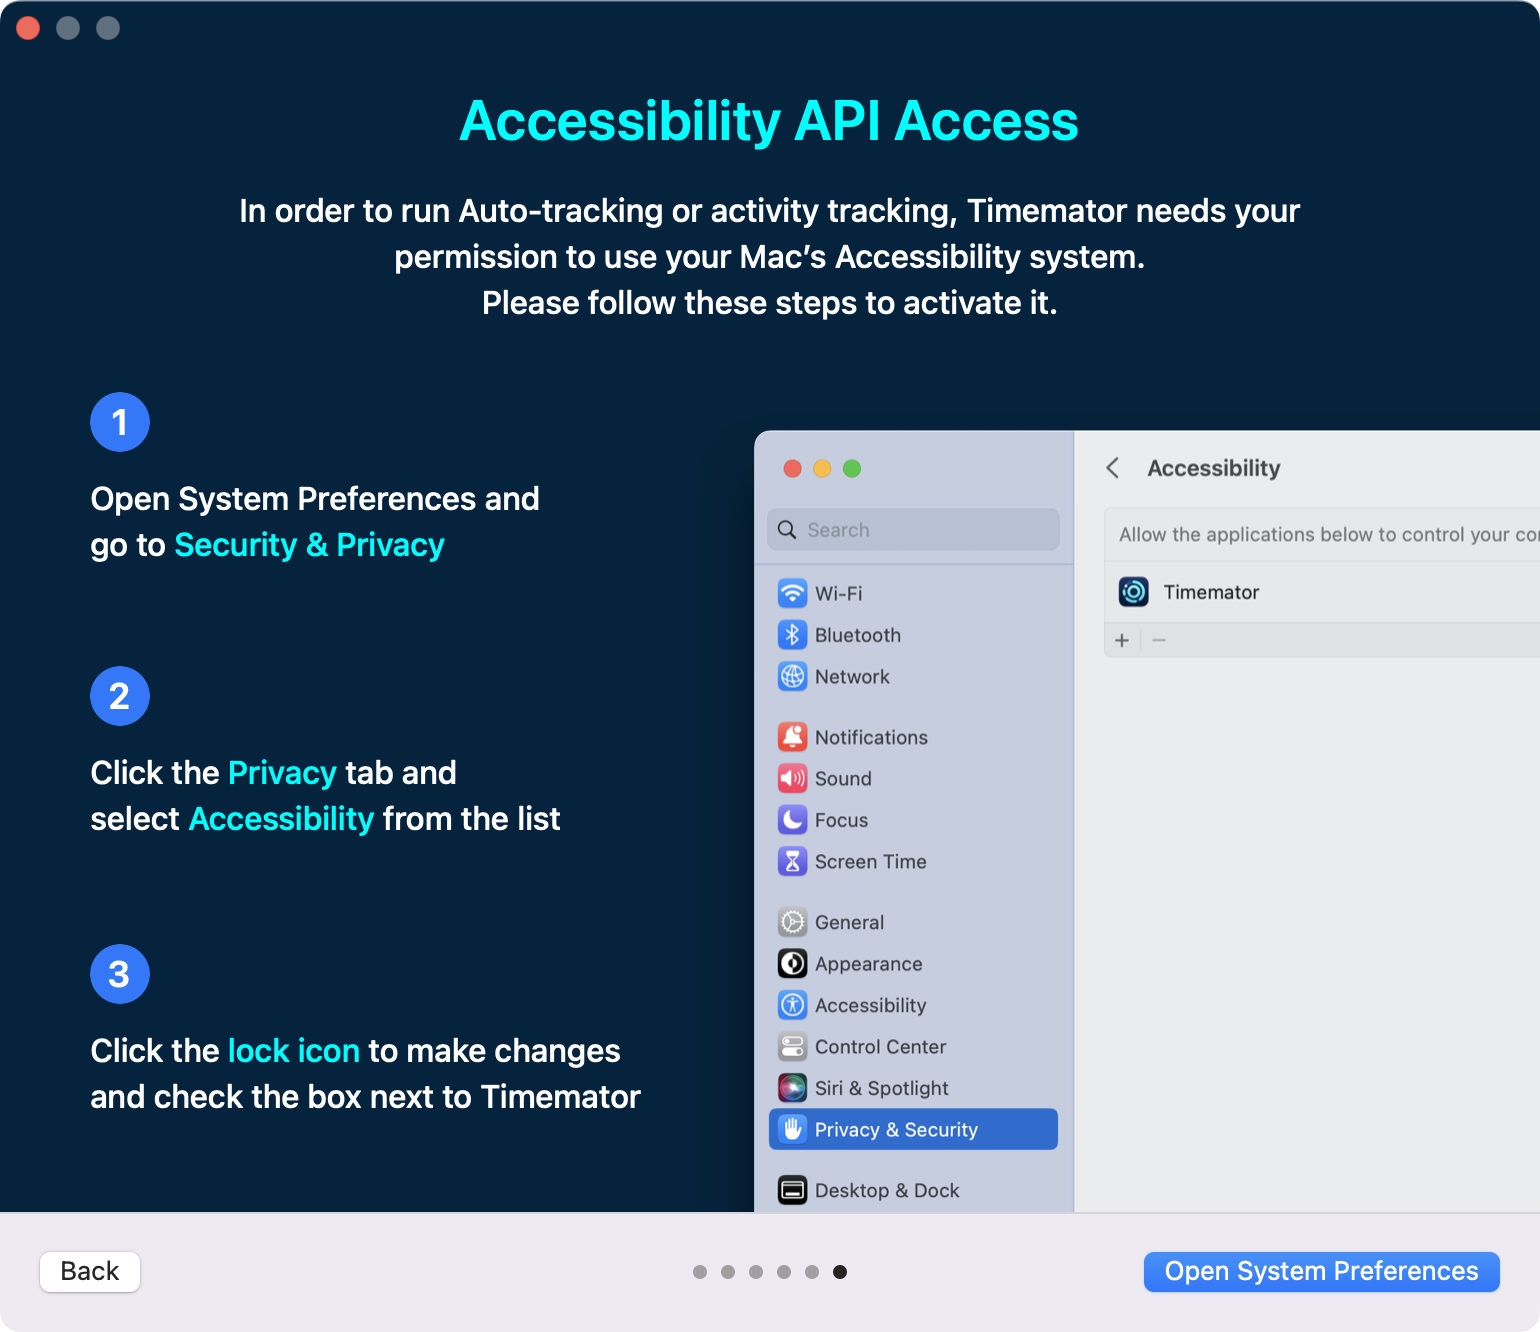 Accessibility API Access
In order to run Auto-tracking or activity tracking, Timemator needs your
permission to use your Mac’s Accessibility system.
Please follow these steps to activate it.
1
Open System Preferences and
go to Security & Privacy
2
Click the Privacy tab and
select Accessibility from the list
3
Click the lock icon to make changes
and check the box next to Timemator
Search
Wi-Fi
Bluetooth
Network
Notifications
Sound
Focus
Screen Time
General
Appearance
Accessibility
Control Center
Siri & Spotlight
Privacy & Security
Desktop & Dock
Accessibility
Allow the applications below to control your
Timemator
Back
Open System Preferences